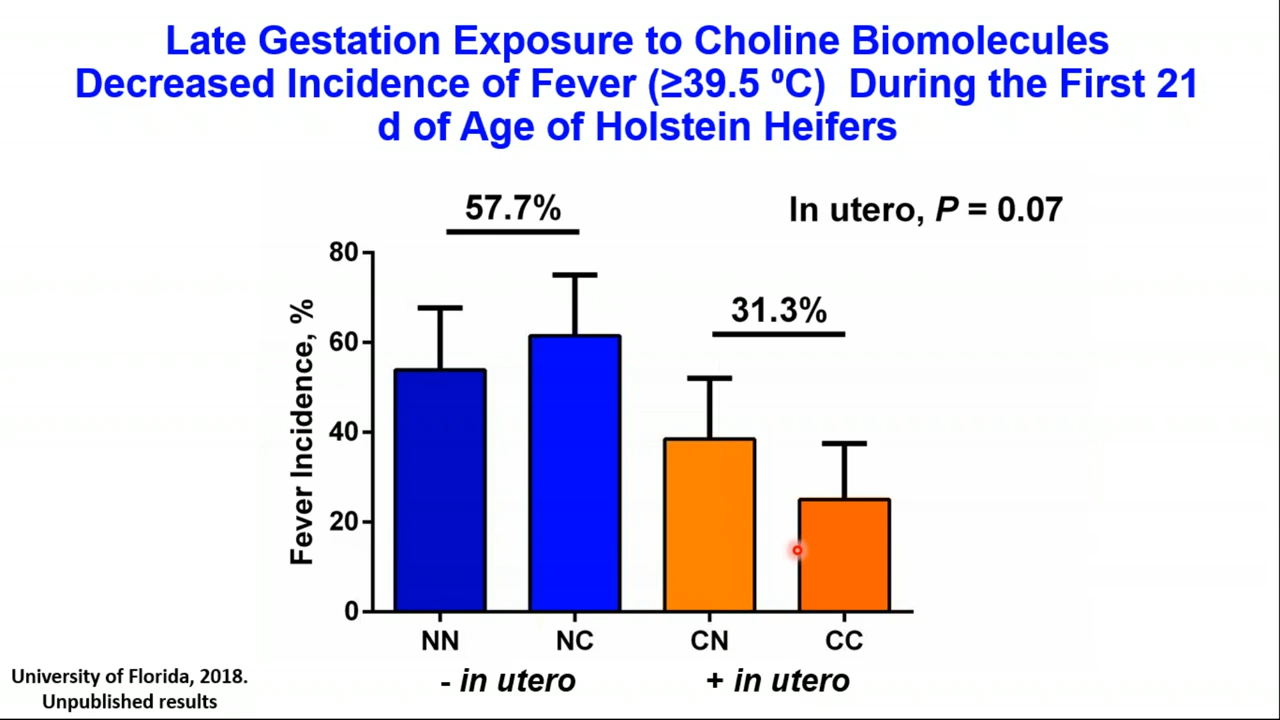 Late Gestation Exposure to Choline Biomolecules
Decreased Incidence of Fever (≥39.5 ⁰C)  During the First 21
d of Age of Holstein Heifers
57.7%
In utero, P = 0.07
31.3%
Fever Incidence, %
80
60
40
20
0
NN
NC
CN
CC
- in utero
+ in utero
University of Florida, 2018.
Unpublished results